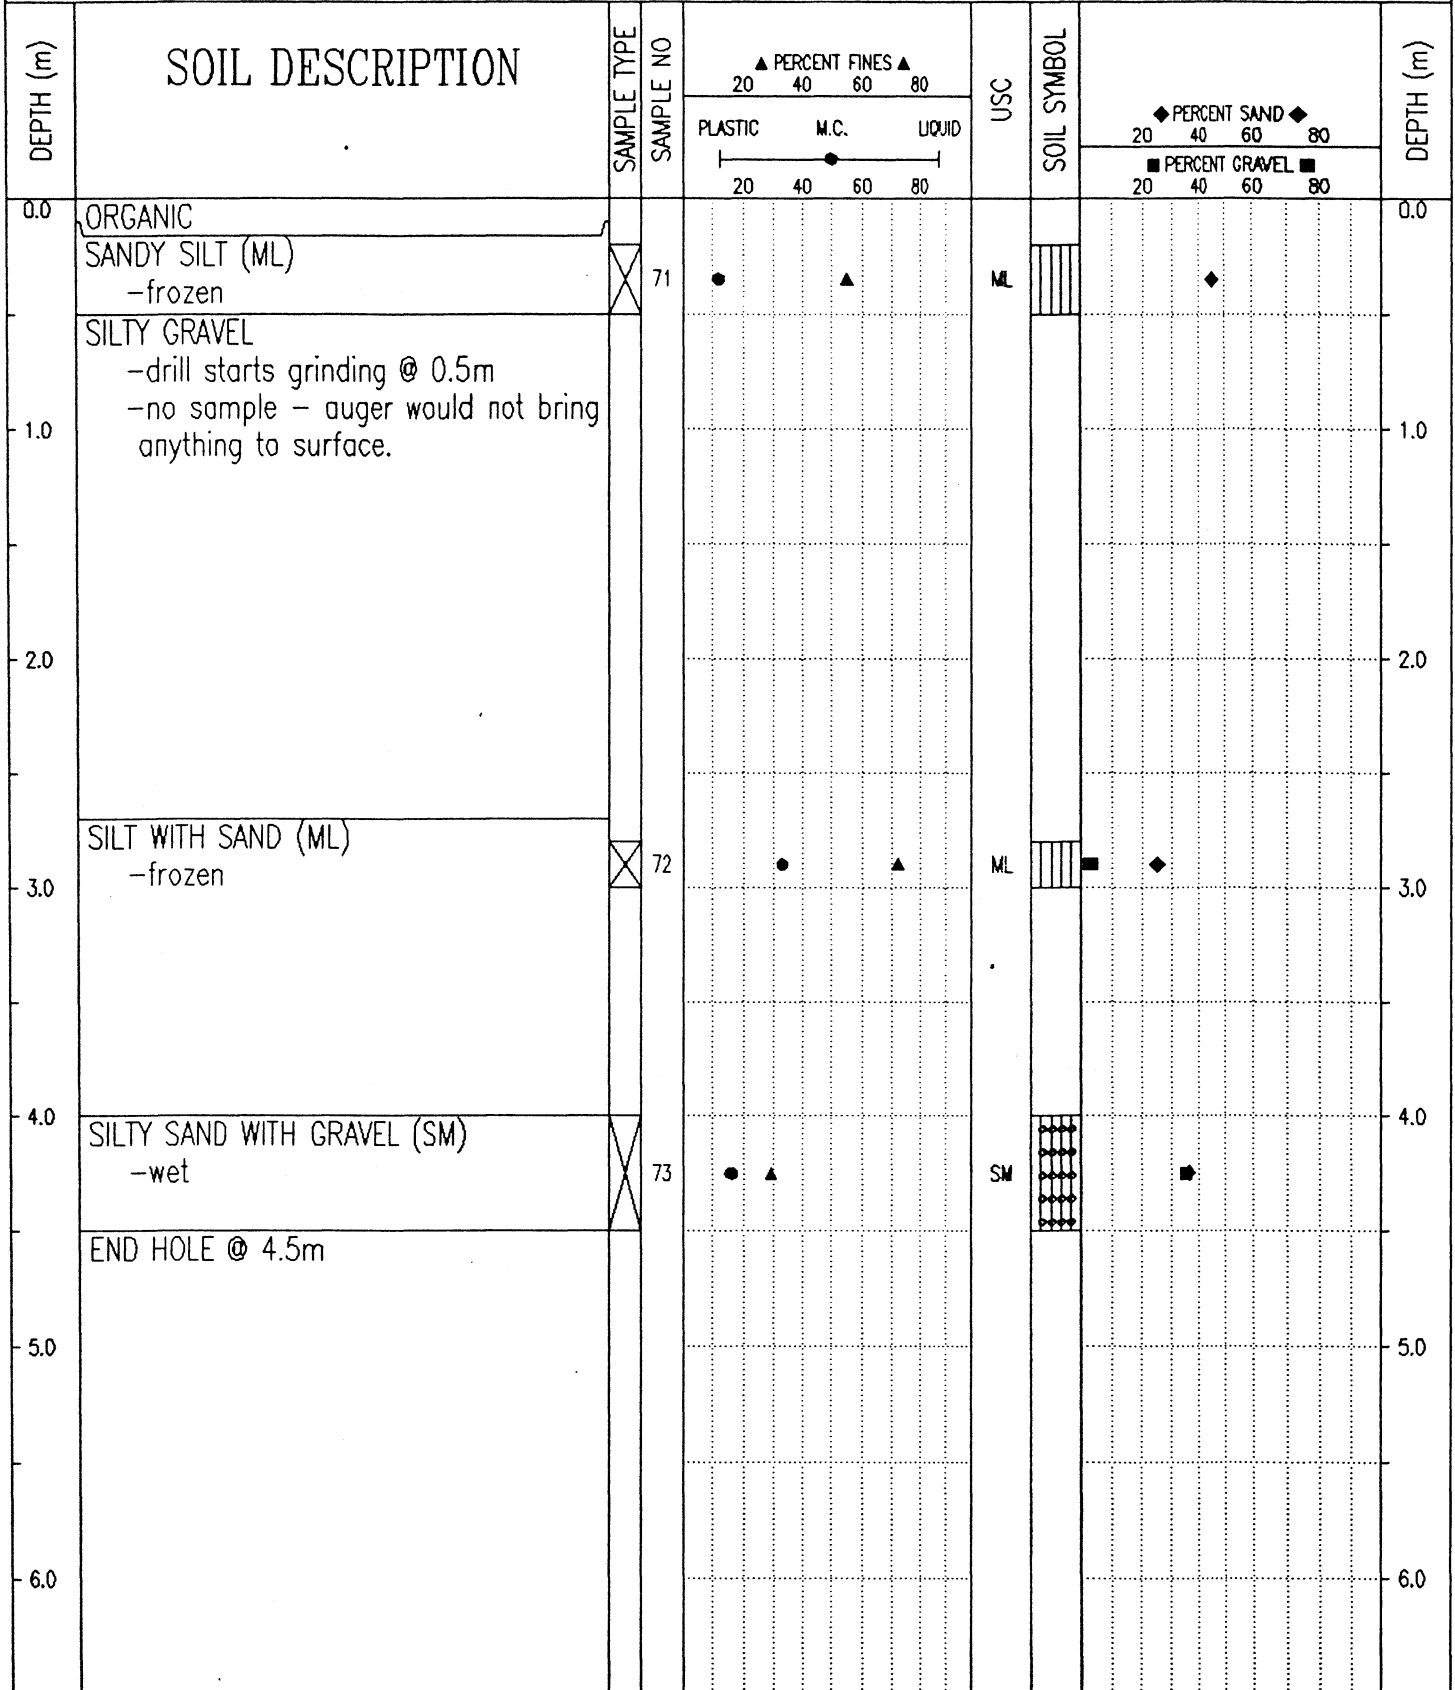 DEPTH (m)
SOIL DESCRIPTION
SAMPLE TYPE
SAMPLE NO
▲ PERCENT FINES ▲
20 40 60 80
PLASTIC M.C. LIQUID
20 40 60 80
USC
SOIL SYMBOL
◆ PERCENT SAND ◆
20 40 60 80
■ PERCENT GRAVEL ■
20 40 60 80
DEPTH (m)
0.0
ORGANIC
0.0
SANDY SILT (ML)
-frozen
71
ML
SILTY GRAVEL
-drill starts grinding @ 0.5m
-no sample - auger would not bring
anything to surface.
1.0
1.0
2.0
2.0
SILT WITH SAND (ML)
-frozen
72
ML
3.0
3.0
4.0
4.0
SILTY SAND WITH GRAVEL (SM)
-wet
73
SM
END HOLE @ 4.5m
5.0
5.0
6.0
6.0